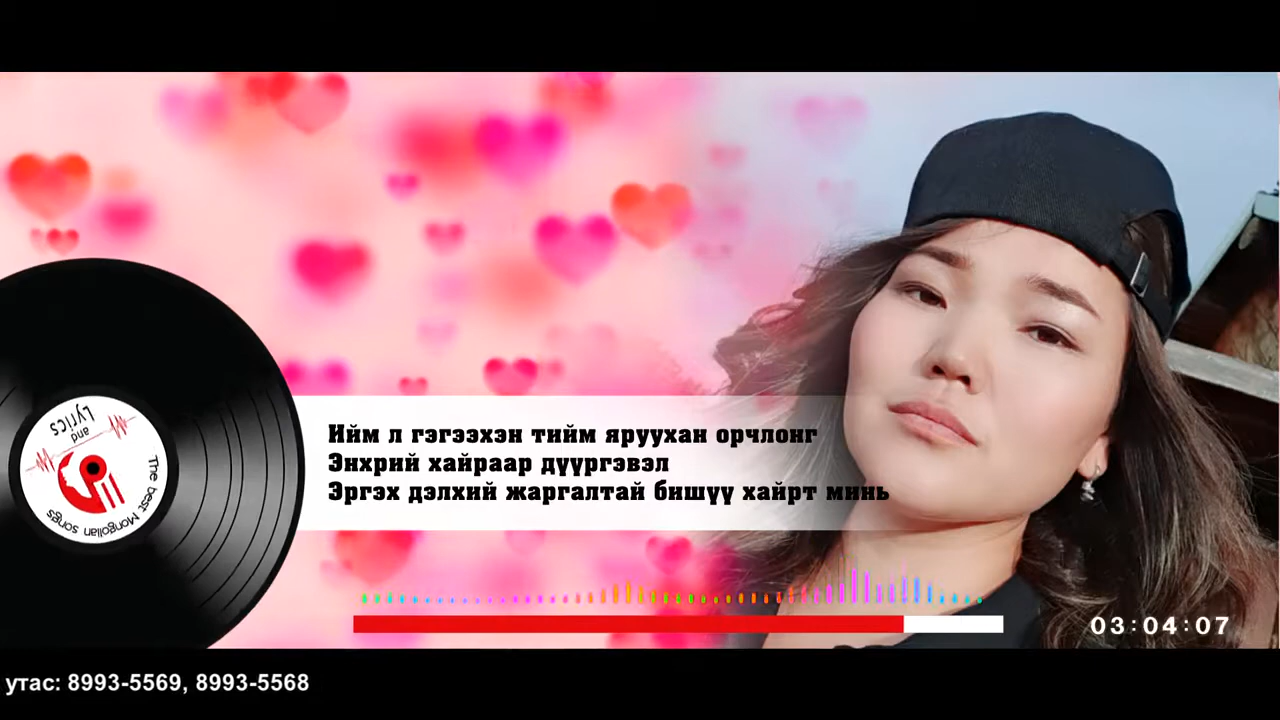 Ийм л гэгээхэн тийм яруухан орчлонг
Энхрий хайраар дүүргэвэл
Эргэх дэлхий жаргалтай бишүү хайрт минь
Lyrics
and
The best Mongolian songs
03:04:07
утас: 8993-5569, 8993-5568